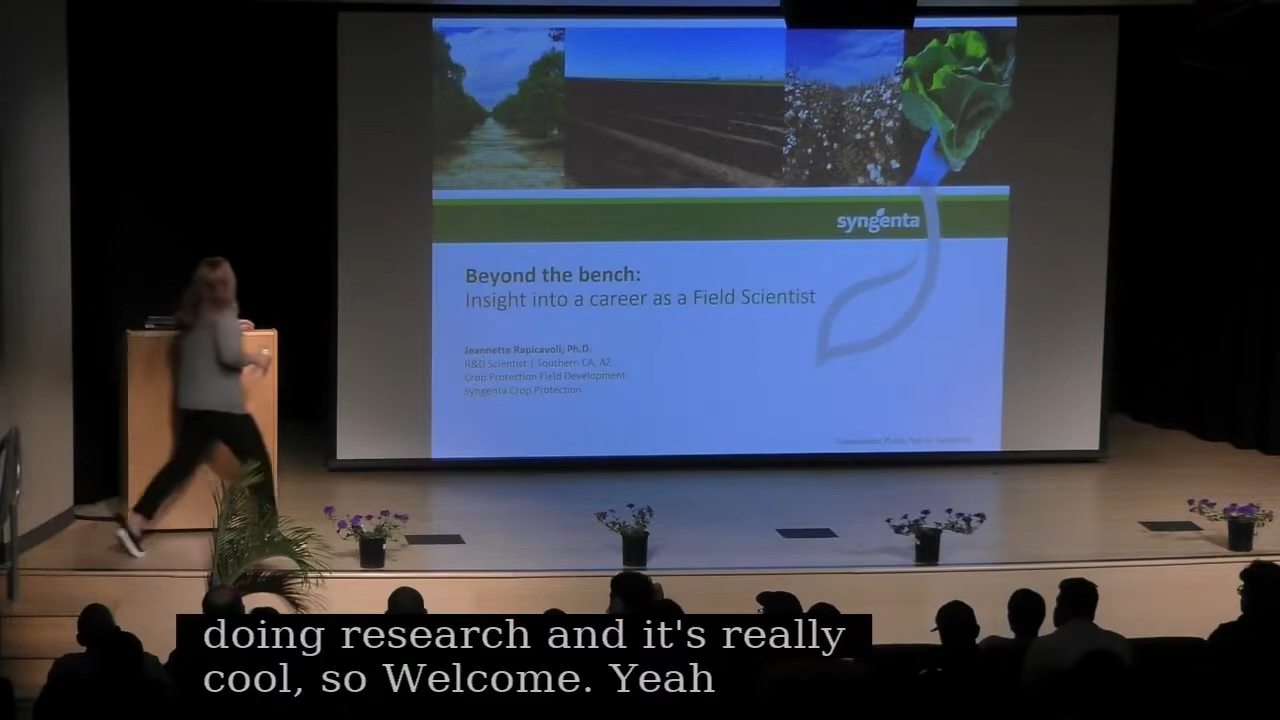 syngenta
Beyond the bench:
Insight into a career as a Field Scientist
Jeannette Rapicavoli, Ph.D.
R&D Scientist | Southern CA, AZ
Crop Protection Field Development
Syngenta Crop Protection
doing research and it's really
cool, so Welcome. Yeah